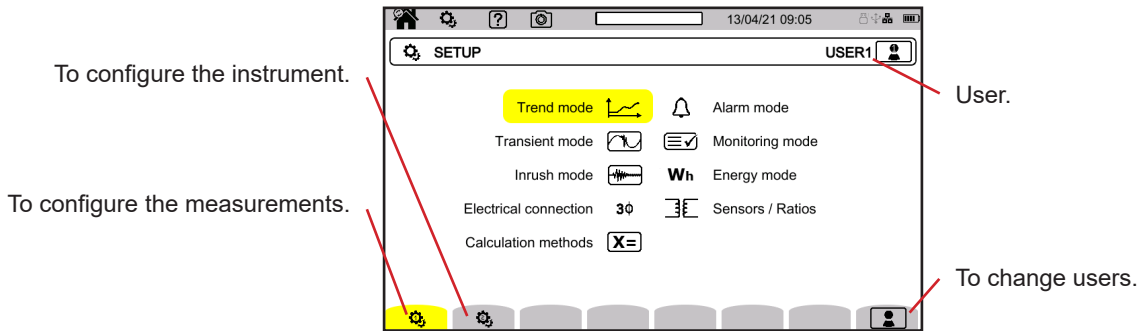 ?
13/04/21 09:05
SETUP
USER1
To configure the instrument.
User.
Trend mode
Alarm mode
Transient mode
Monitoring mode
Inrush mode
Wh
Energy mode
To configure the measurements.
Electrical connection
3Φ
Sensors / Ratios
Calculation methods
X=
To change users.
1
2